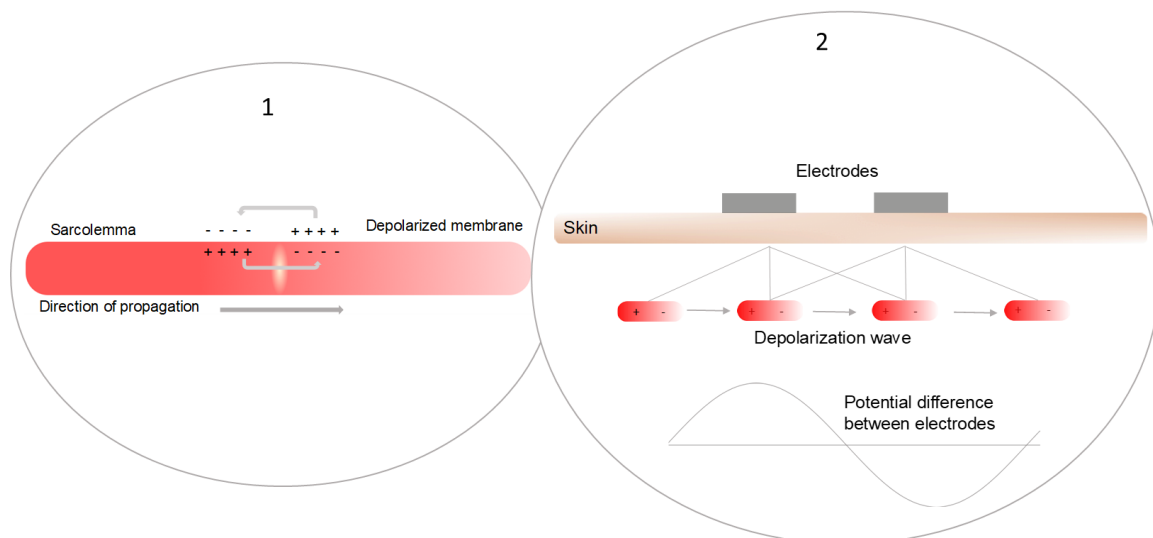 1
Sarcolemma
- - - -
+ + + +
Depolarized membrane
+ + + +
- - - -
Direction of propagation
2
Electrodes
Skin
+ -
+ -
+ -
+ -
Depolarization wave
Potential difference
between electrodes